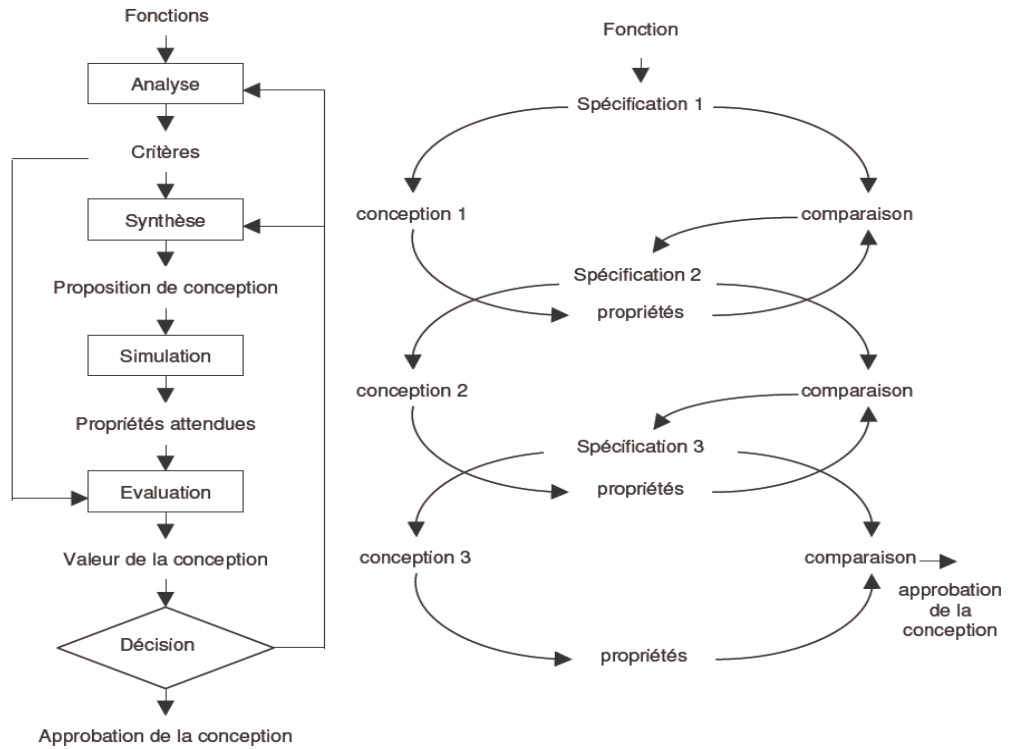 Fonctions
Analyse
Critères
Synthèse
Proposition de conception
Simulation
Propriétés attendues
Evaluation
Valeur de la conception
Décision
Approbation de la conception
Fonction
Spécification 1
conception 1
comparaison
Spécification 2
propriétés
conception 2
comparaison
Spécification 3
propriétés
conception 3
comparaison
approbation
de la
conception
propriétés